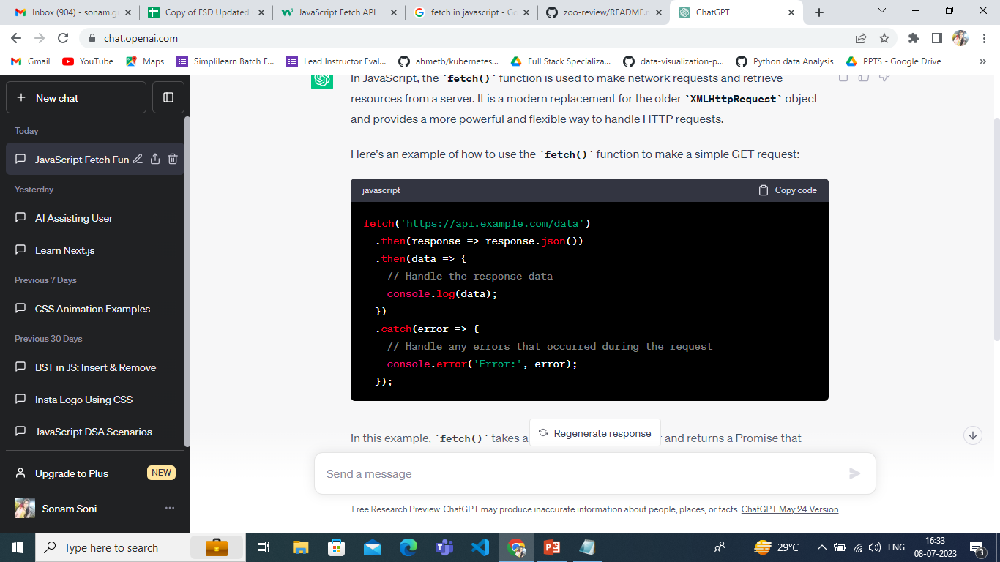 Inbox (904) - sonam.g
Copy of FSD Updated
JavaScript Fetch API
fetch in javascript - Go
zoo-review/README.m
ChatGPT
chat.openai.com
Gmail
YouTube
Maps
Simplilearn Batch F...
Lead Instructor Eval...
ahmetb/kubernetes...
Full Stack Specializa...
data-visualization-p...
Python data Analysis
PPTS - Google Drive
»
New chat
Today
JavaScript Fetch Fun
Yesterday
AI Assisting User
Learn Next.js
Previous 7 Days
CSS Animation Examples
Previous 30 Days
BST in JS: Insert & Remove
Insta Logo Using CSS
JavaScript DSA Scenarios
Upgrade to Plus
NEW
Sonam Soni
In JavaScript, the `fetch()` function is used to make network requests and retrieve
resources from a server. It is a modern replacement for the older `XMLHttpRequest` object
and provides a more powerful and flexible way to handle HTTP requests.
Here's an example of how to use the `fetch()` function to make a simple GET request:
javascript
Copy code
fetch('https://api.example.com/data')
.then(response => response.json())
.then(data => {
// Handle the response data
console.log(data);
})
.catch(error => {
// Handle any errors that occurred during the request
console.error('Error:', error);
});
In this example, `fetch()` takes a
Regenerate response
and returns a Promise that
Send a message
Free Research Preview. ChatGPT may produce inaccurate information about people, places, or facts. ChatGPT May 24 Version
Type here to search
29°C
ENG
16:33
08-07-2023
3